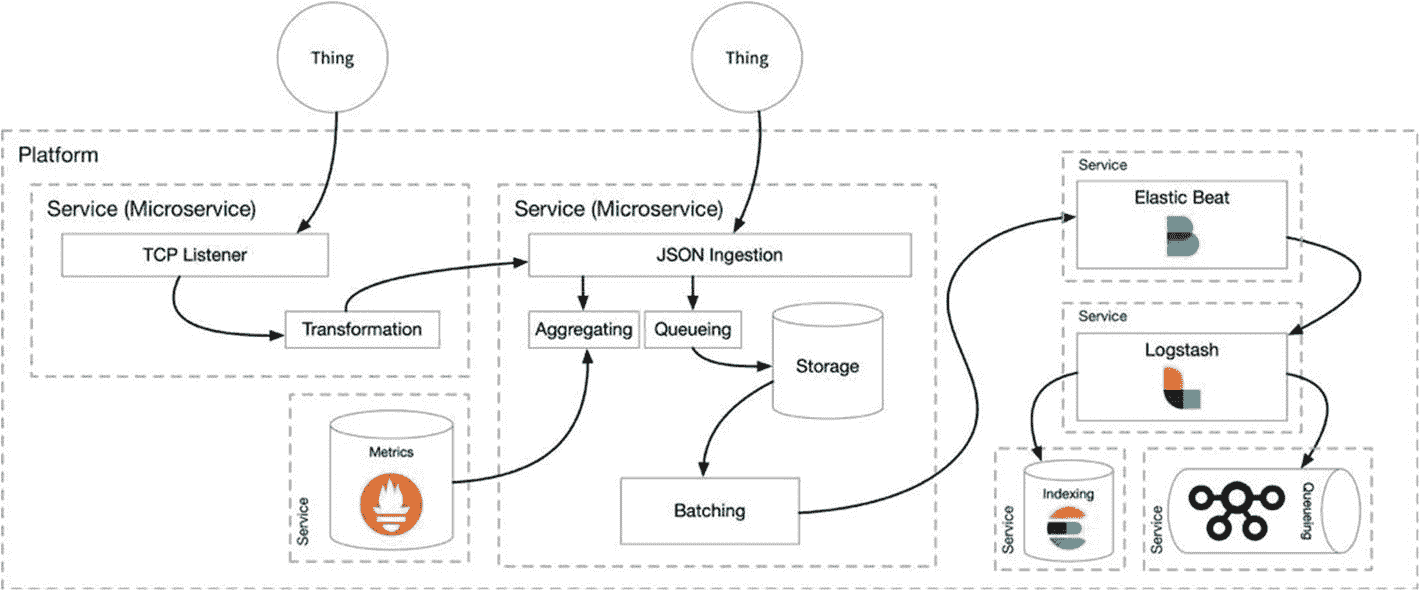 Thing
Thing
Platform
Service (Microservice)
TCP Listener
Transformation
Service (Microservice)
JSON Ingestion
Aggregating
Queueing
Storage
Batching
Metrics
Service
Service
Elastic Beat
Service
Logstash
Indexing
Service
Queueing
Service